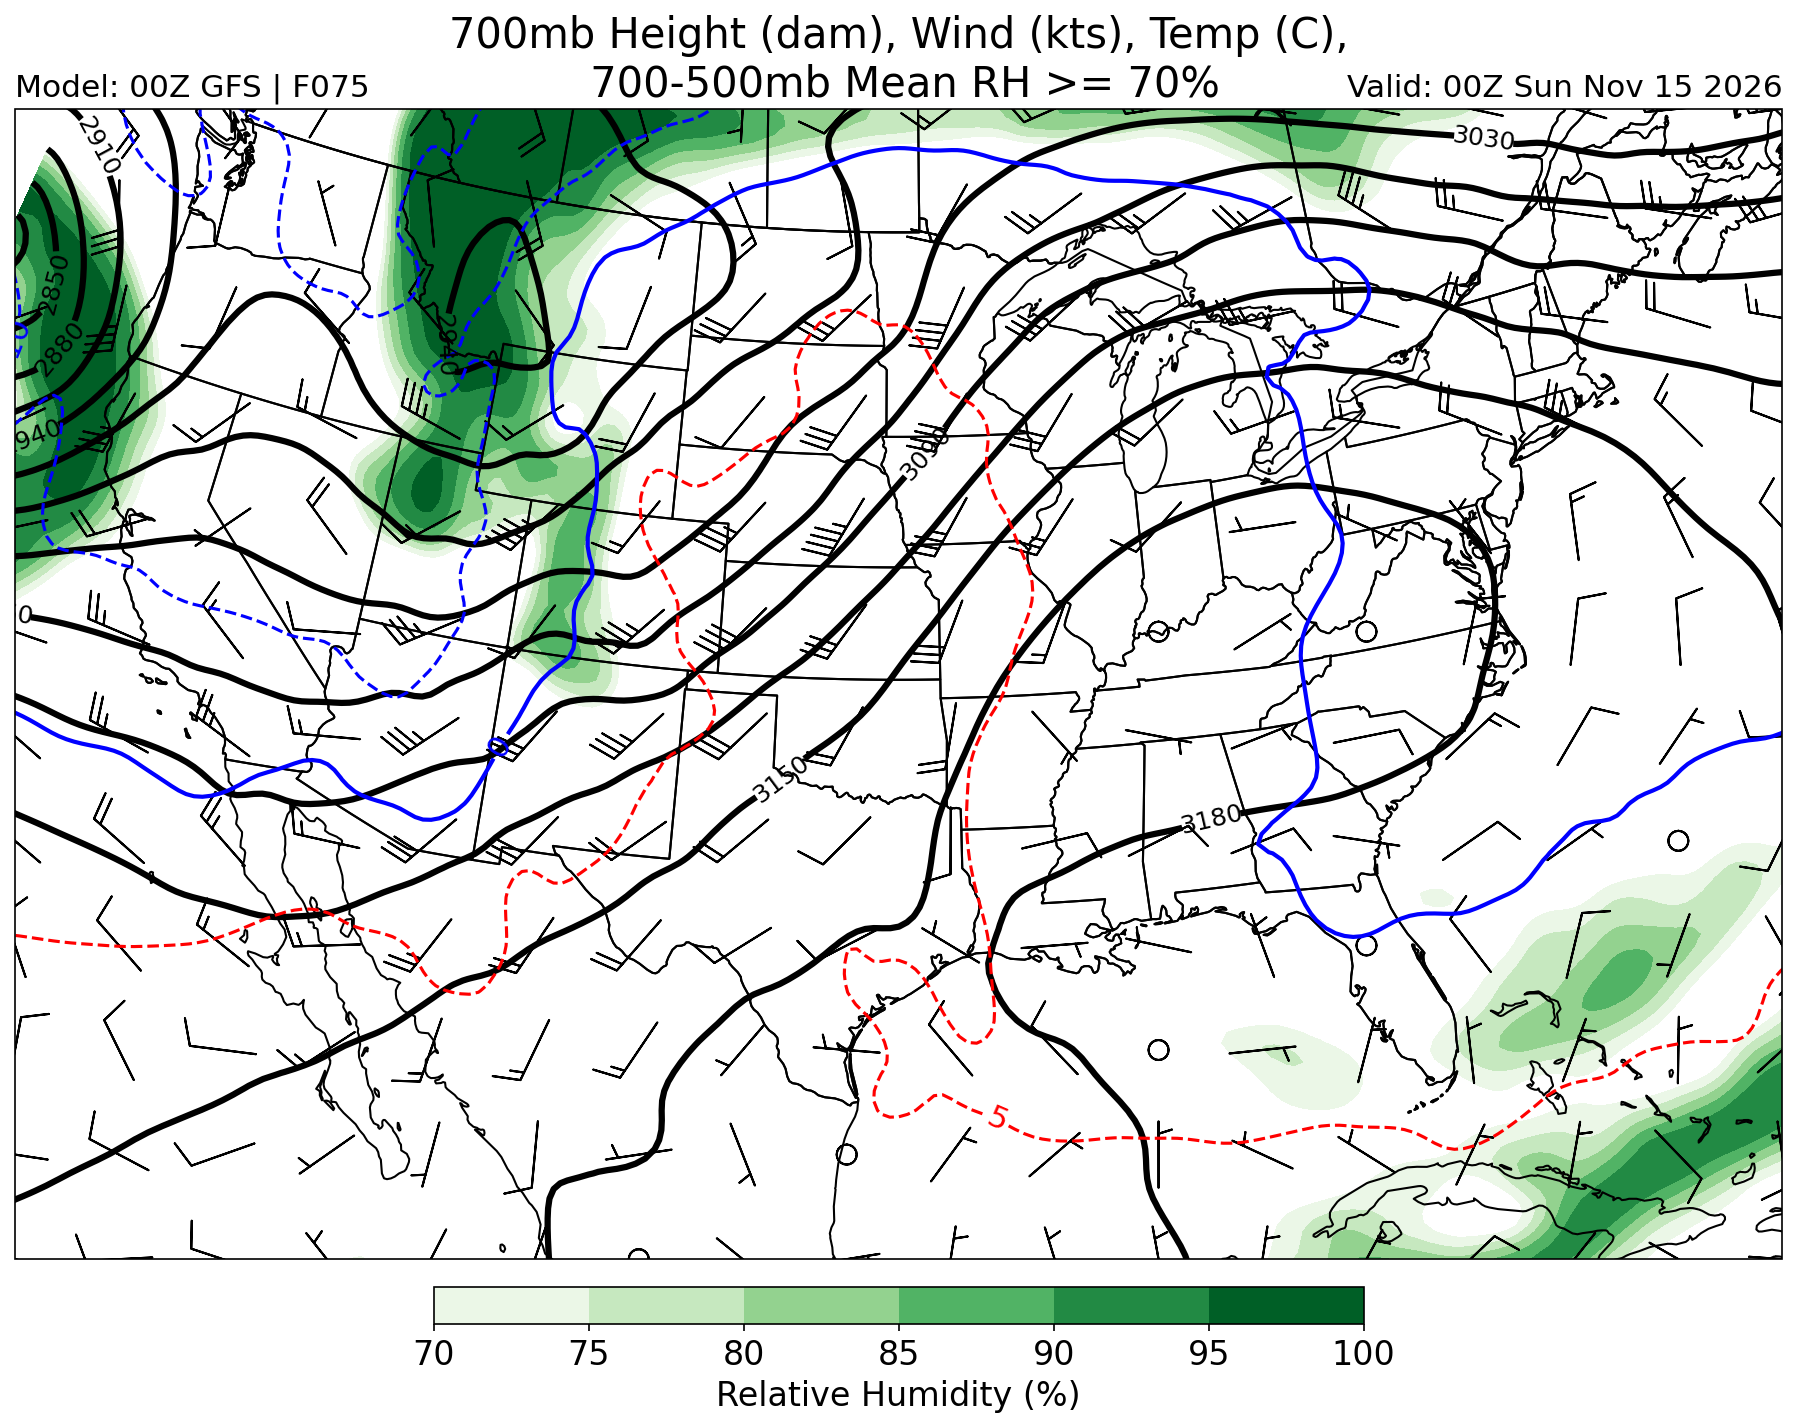 700mb Height (dam), Wind (kts), Temp (C),
700-500mb Mean RH >= 70%
Model: 00Z GFS | F075
Valid: 00Z Sun Nov 15 2026
2910
3030
2850
2880
2940
940
3090
0
3150
3180
5
70 75 80 85 90 95 100
Relative Humidity (%)